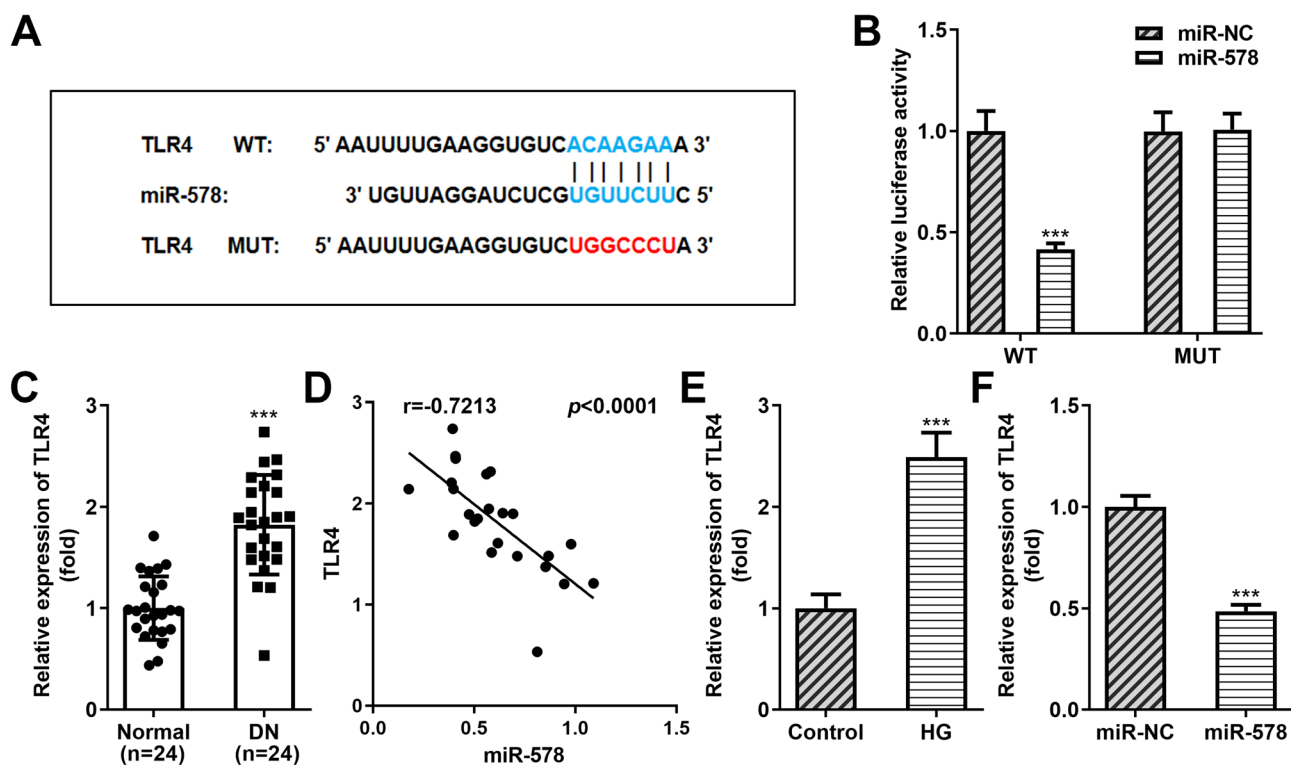 A
TLR4 WT: 5' AAUUUUGAAGGUGUCACAAGAAA 3'
miR-578: 3' UGUUAGGAUCUCGUGUUCUUC 5'
TLR4 MUT: 5' AAUUUUGAAGGUGUCUGGCCCUA 3'
B
Relative luciferase activity
1.5
1.0
0.5
0.0
miR-NC
miR-578
***
WT MUT
C
Relative expression of TLR4
(fold)
3
2
1
0
***
Normal
(n=24)
DN
(n=24)
D
TLR4
3
2
1
0
r=-0.7213 p<0.0001
0.0 0.5 1.0 1.5
miR-578
E
Relative expression of TLR4
(fold)
3
2
1
0
***
Control HG
F
Relative expression of TLR4
(fold)
1.5
1.0
0.5
0.0
***
miR-NC miR-578